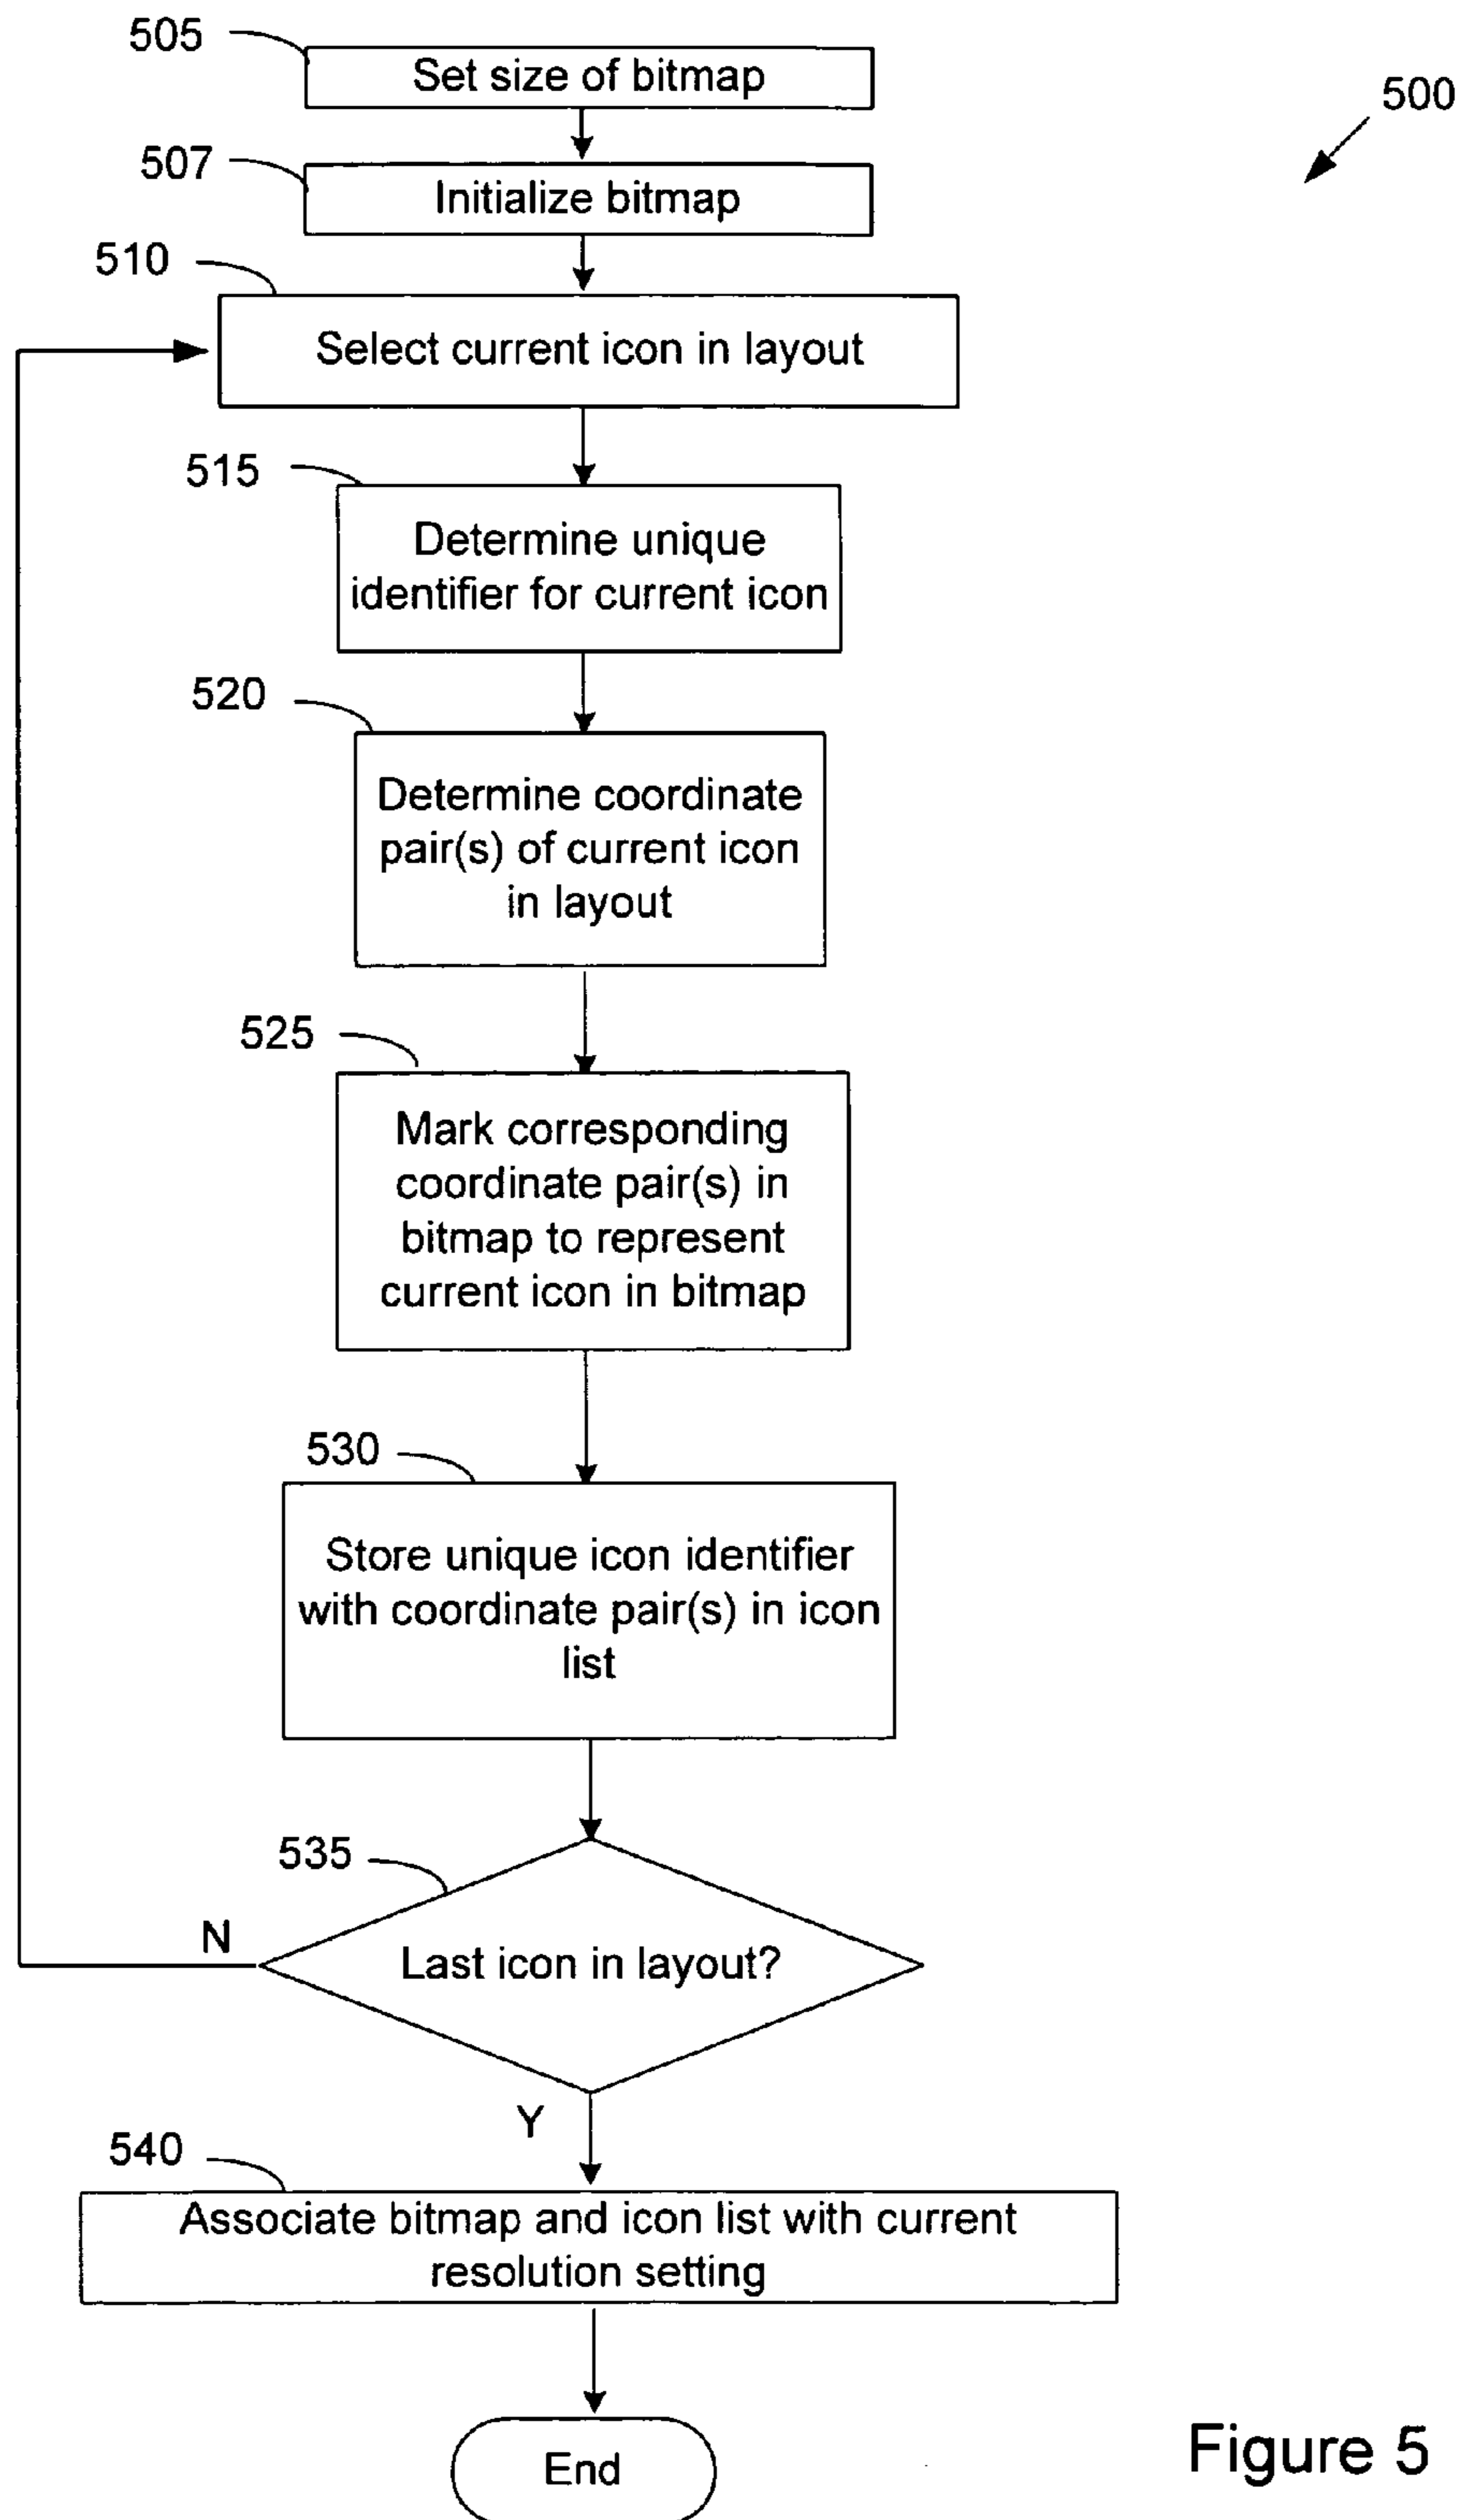 505
Set size of bitmap
500
507
Initialize bitmap
510
Select current icon in layout
515
Determine unique
identifier for current icon
520
Determine coordinate
pair(s) of current icon
in layout
525
Mark corresponding
coordinate pair(s) in
bitmap to represent
current icon in bitmap
530
Store unique icon identifier
with coordinate pair(s) in icon
list
535
N
Last icon in layout?
Y
540
Associate bitmap and icon list with current
resolution setting
End
Figure 5